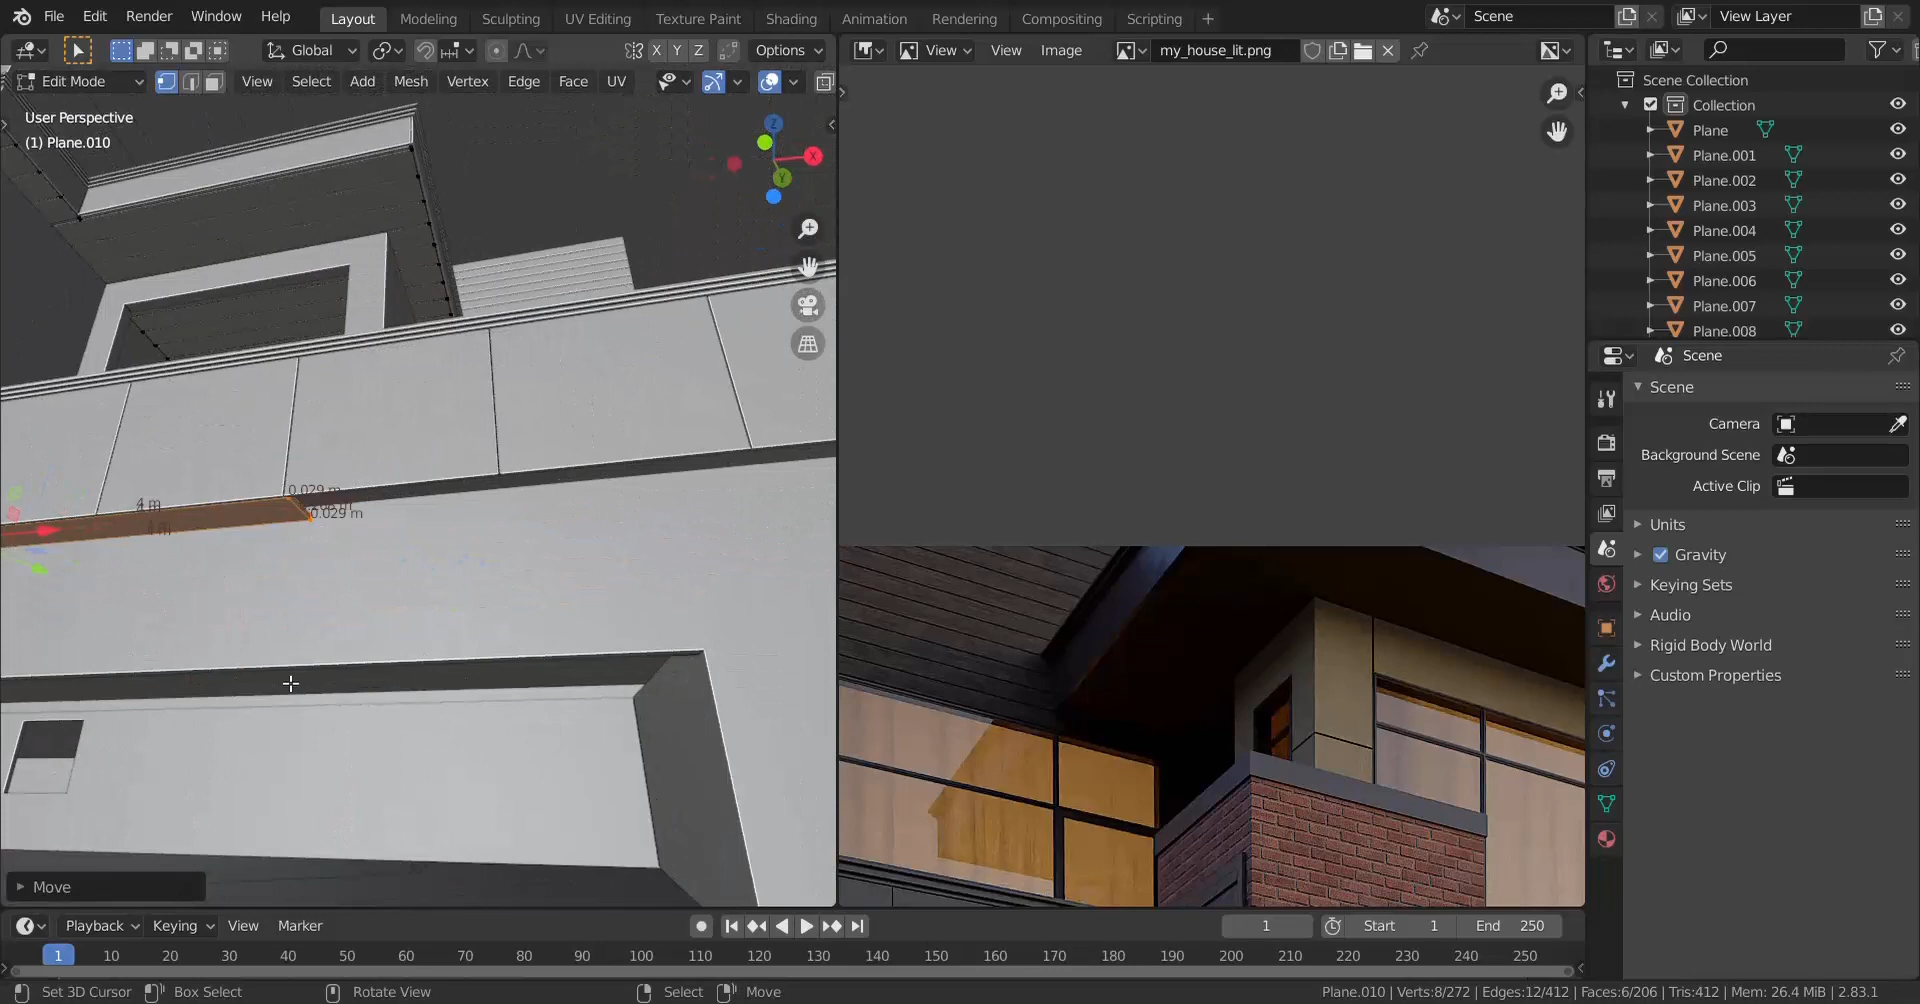 File Edit Render Window Help Layout Modeling Sculpting UV Editing Texture Paint Shading Animation Rendering Compositing Scripting + Scene View Layer
Global X Y Z Options View View Image my_house_lit.png
Edit Mode View Select Add Mesh Vertex Edge Face UV
User Perspective
(1) Plane.010
Z
X
Y
0.029 m
4 m
0.029 m
Move
Scene Collection
Collection
Plane
Plane.001
Plane.002
Plane.003
Plane.004
Plane.005
Plane.006
Plane.007
Plane.008
Scene
Scene
Camera
Background Scene
Active Clip
Units
Gravity
Keying Sets
Audio
Rigid Body World
Custom Properties
Playback Keying View Marker 1 Start 1 End 250
1 10 20 30 40 50 60 70 80 90 100 110 120 130 140 150 160 170 180 190 200 210 220 230 240 250
Set 3D Cursor Box Select Rotate View Select Move Plane.010 | Verts:8/272 | Edges:12/412 | Faces:6/206 | Tris:412 | Mem: 26.4 MiB | 2.83.1